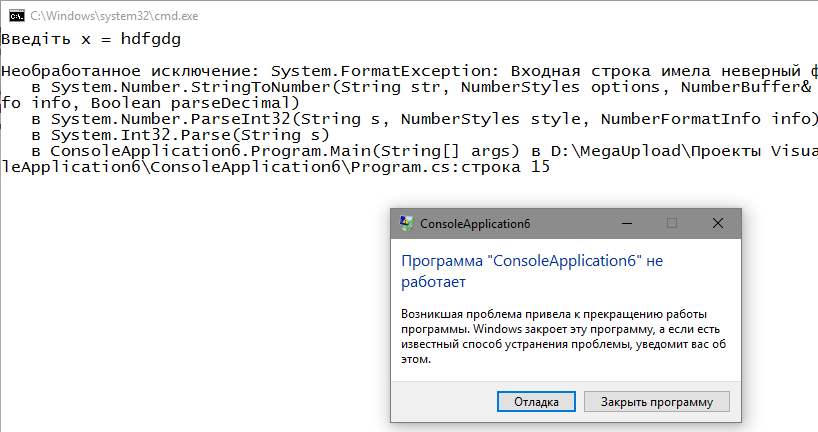 C:\Windows\system32\cmd.exe
Введіть x = hdfgdg
Необработанное исключение: System.FormatException: Входная строка имела неверный ф
в System.Number.StringToNumber(String str, NumberStyles options, NumberBuffer&
fo info, Boolean parseDecimal)
в System.Number.ParseInt32(String s, NumberStyles style, NumberFormatInfo info)
в System.Int32.Parse(String s)
в ConsoleApplication6.Program.Main(String[] args) в D:\MegaUpload\Проекты Visua
leApplication6\ConsoleApplication6\Program.cs:строка 15
ConsoleApplication6
Программа "ConsoleApplication6" не
работает
Возникшая проблема привела к прекращению работы
программы. Windows закроет эту программу, а если есть
известный способ устранения проблемы, уведомит вас об
этом.
Отладка
Закрыть программу